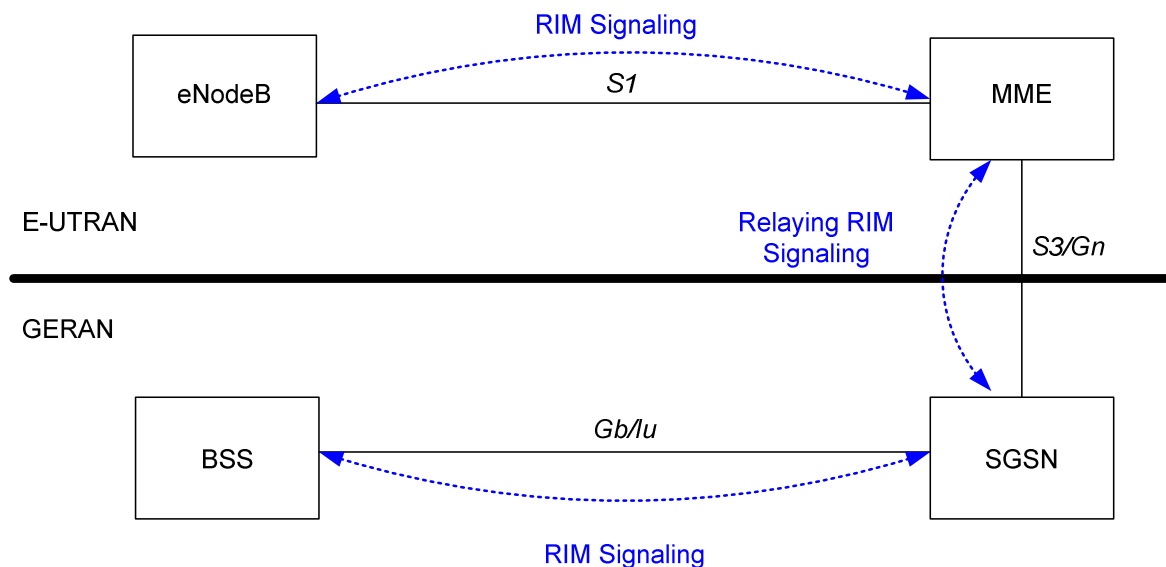 RIM Signaling
eNodeB
S1
MME
E-UTRAN
Relaying RIM
Signaling
S3/Gn
GERAN
BSS
Gb/Iu
SGSN
RIM Signaling